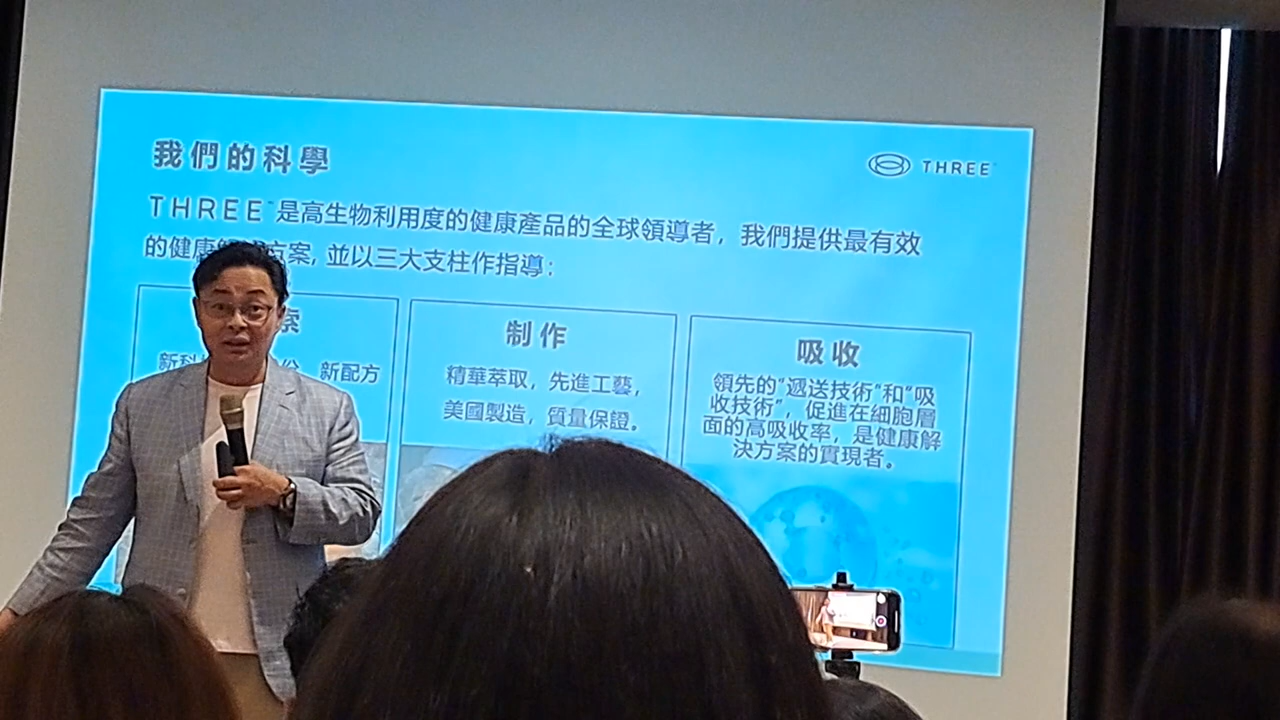 我們的科學
THREE
THREE™是高生物利用度的健康產品的全球領導者，我們提供最有效
的健康 方案, 並以三大支柱作指導：
索
新科 新配方
制作
精華萃取，先進工藝，
美國製造，質量保證。
吸收
領先的"遞送技術"和"吸
收技術"，促進在細胞層
面的高吸收率，是健康解
決方案的實現者。